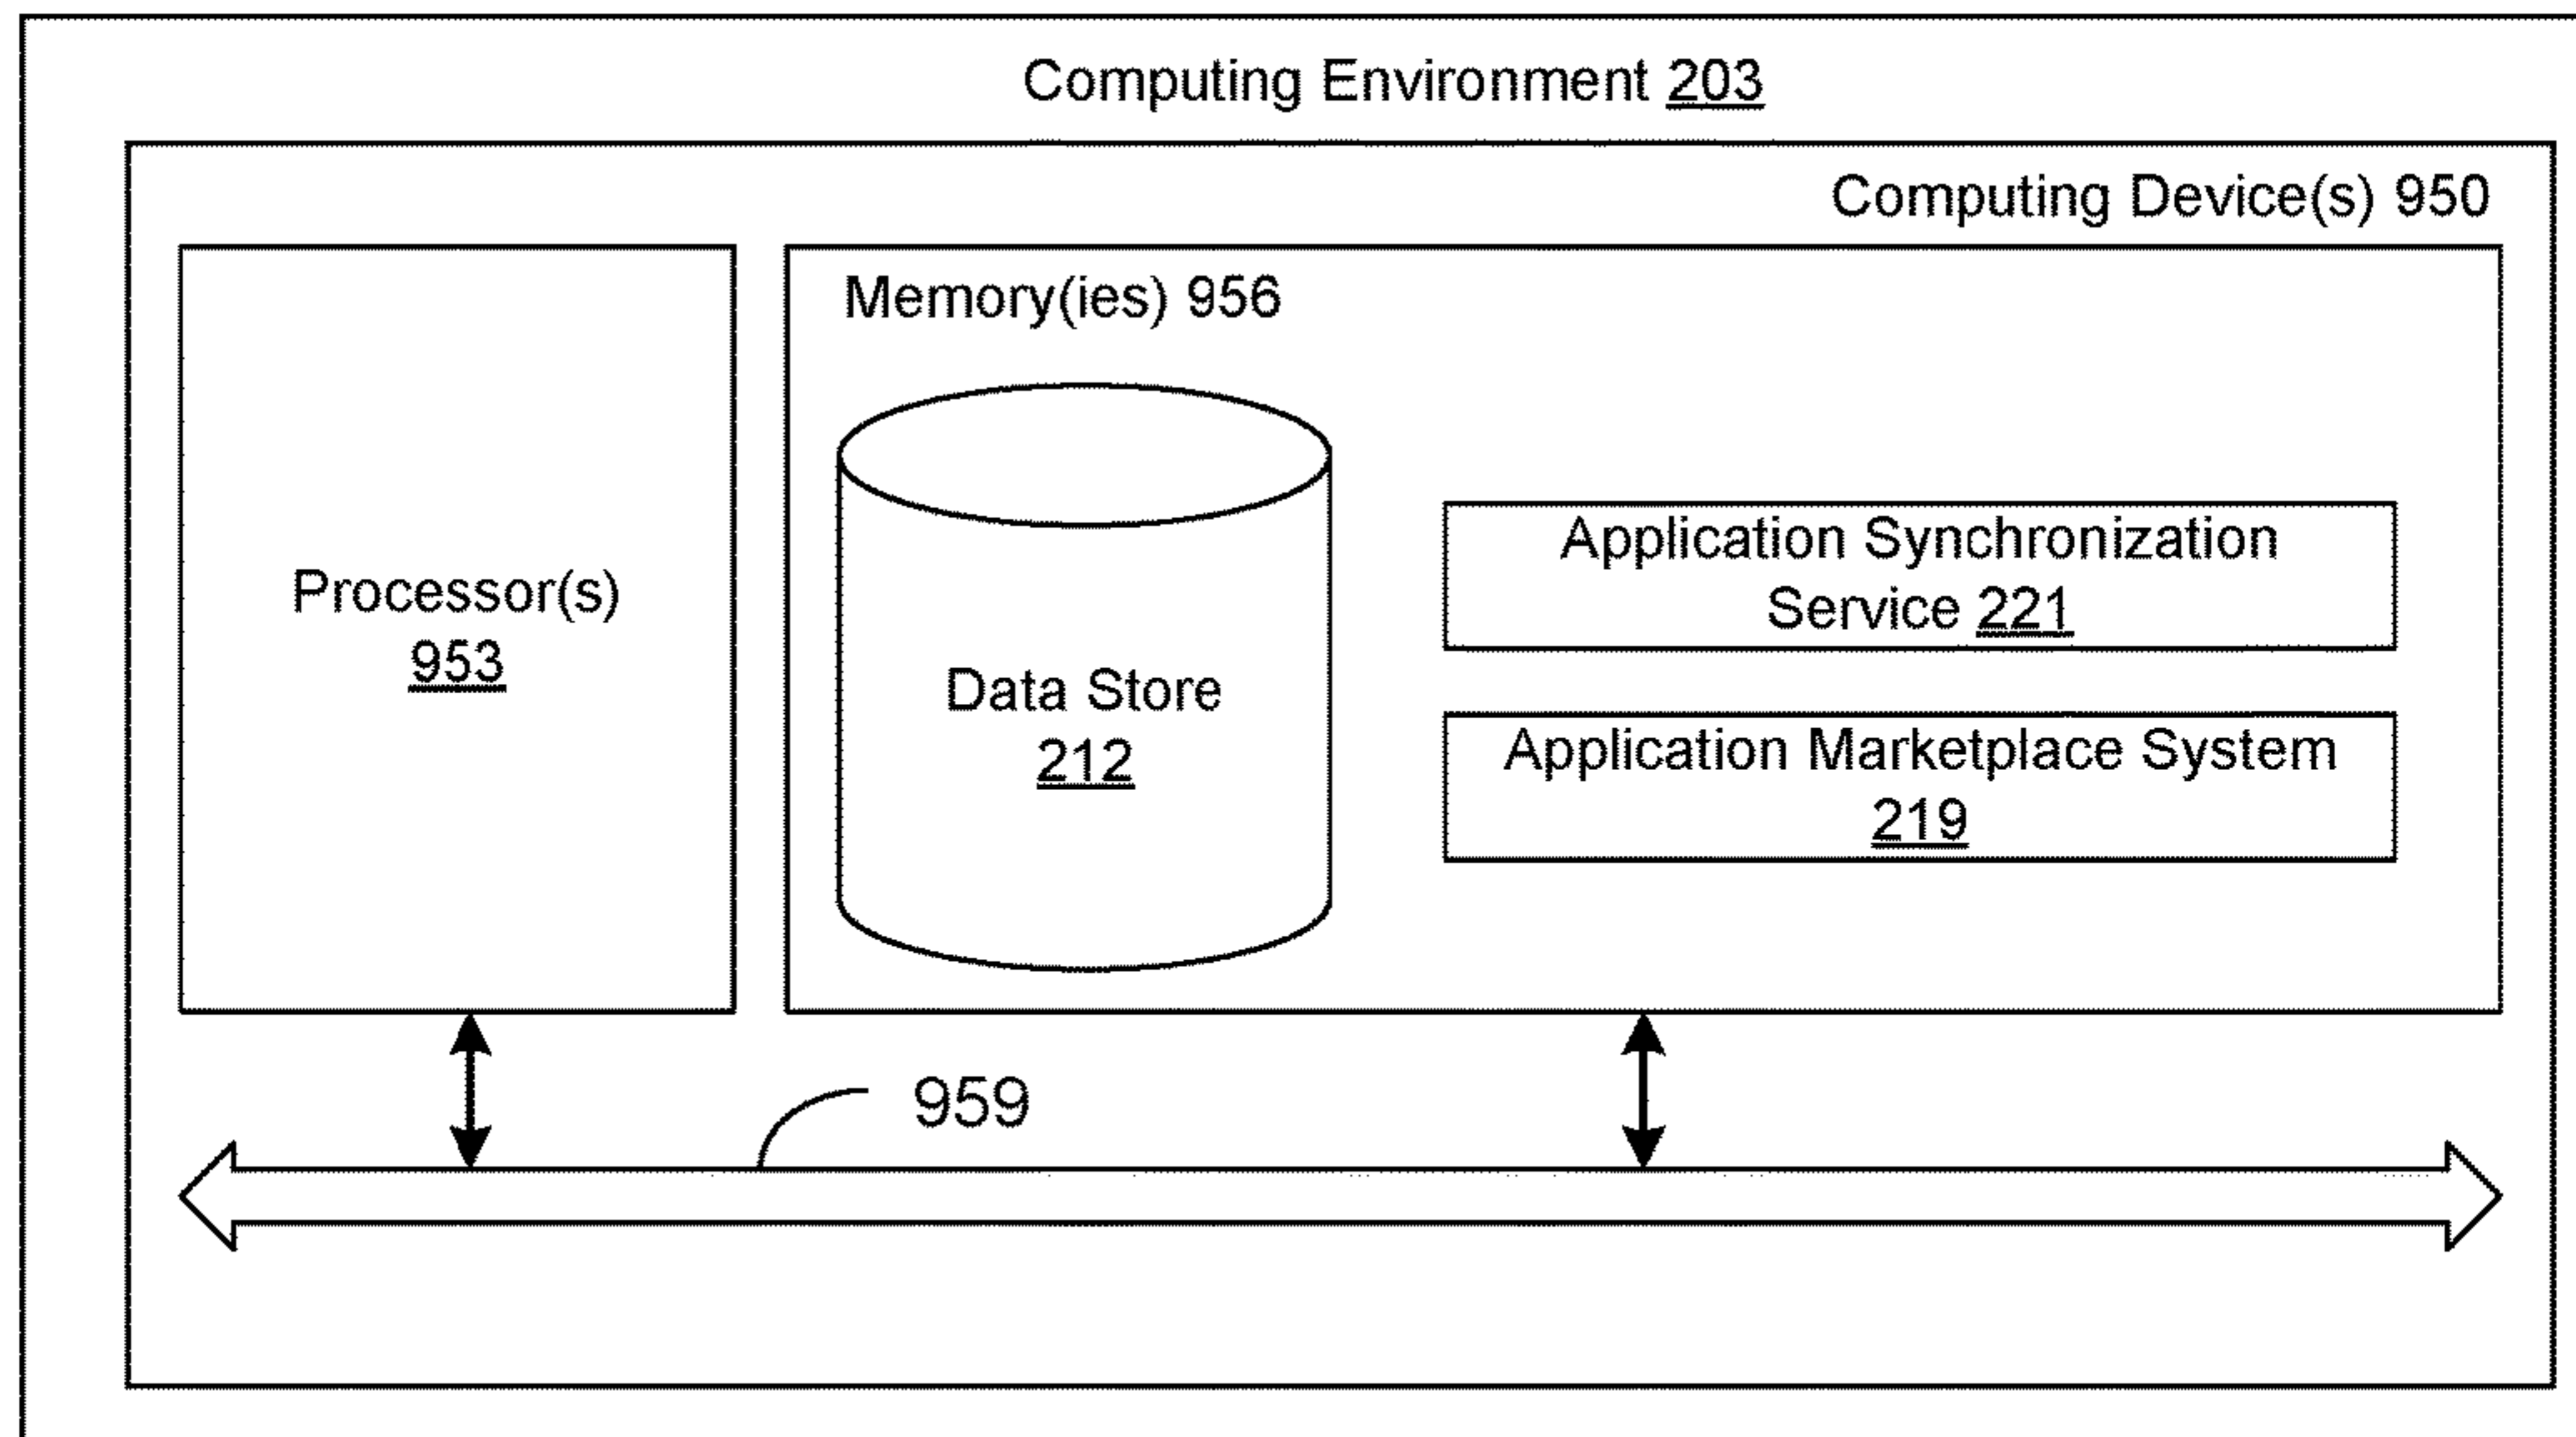 Computing Environment 203
Computing Device(s) 950
Processor(s)
953
Memory(ies) 956
Data Store
212
Application Synchronization
Service 221
Application Marketplace System
219
959